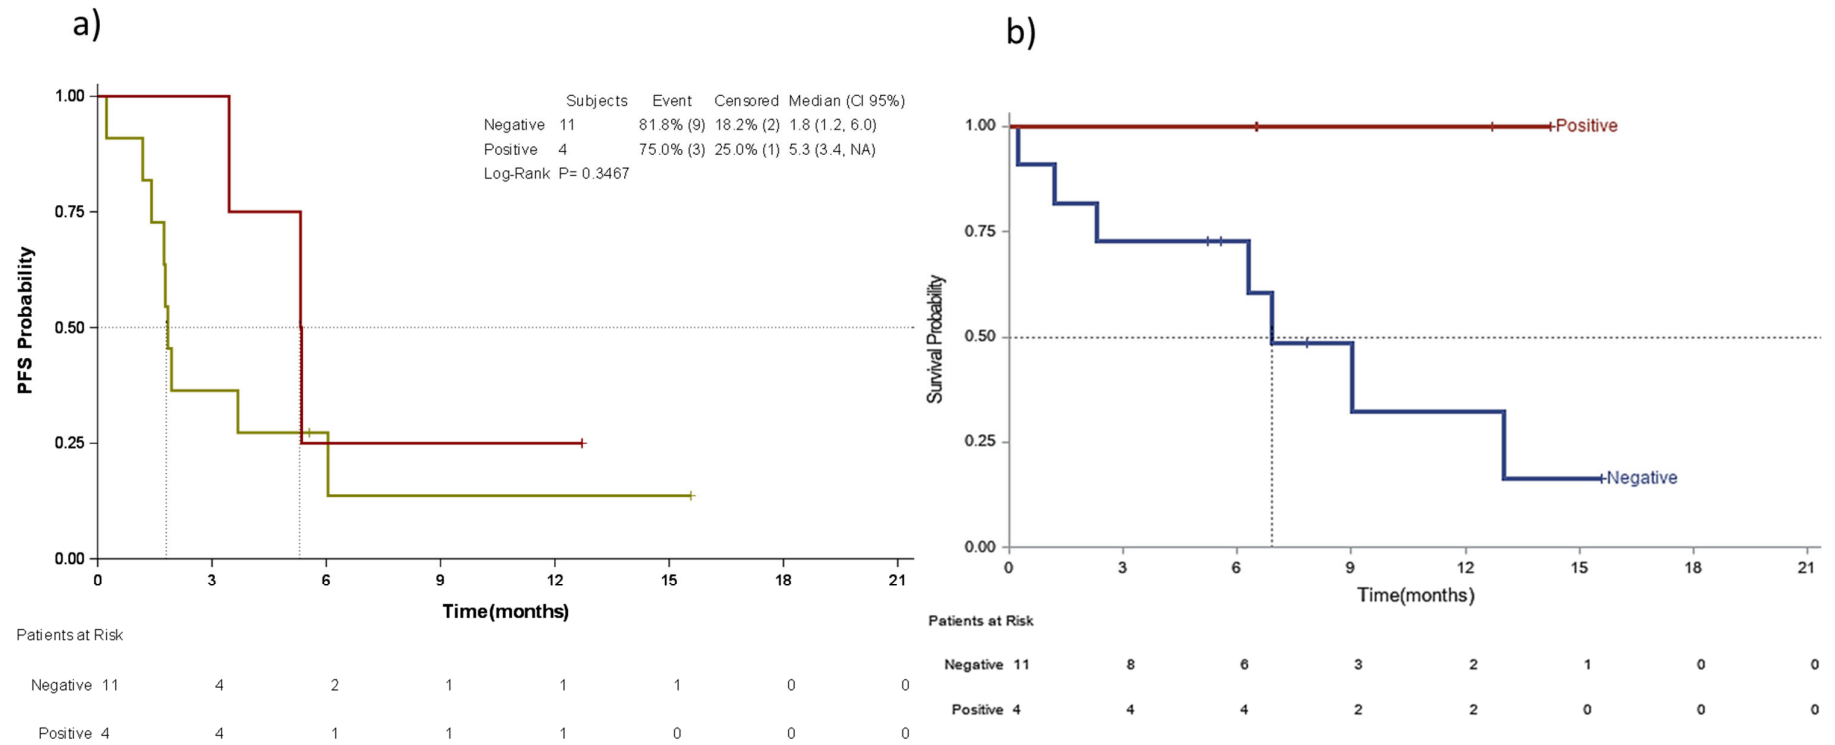 a)
Subjects Event Censored Median (CI 95%)
Negative 11 81.8% (9) 18.2% (2) 1.8 (1.2, 6.0)
Positive 4 75.0% (3) 25.0% (1) 5.3 (3.4, NA)
Log-Rank P= 0.3467
PFS Probability
1.00
0.75
0.50
0.25
0.00
0 3 6 9 12 15 18 21
Time(months)
Patients at Risk
Negative 11 4 2 1 1 1 0 0
Positive 4 4 1 1 1 0 0 0
b)
Survival Probability
1.00
0.75
0.50
0.25
0.00
Positive
Negative
0 3 6 9 12 15 18 21
Time(months)
Patients at Risk
Negative 11 8 6 3 2 1 0 0
Positive 4 4 4 2 2 0 0 0